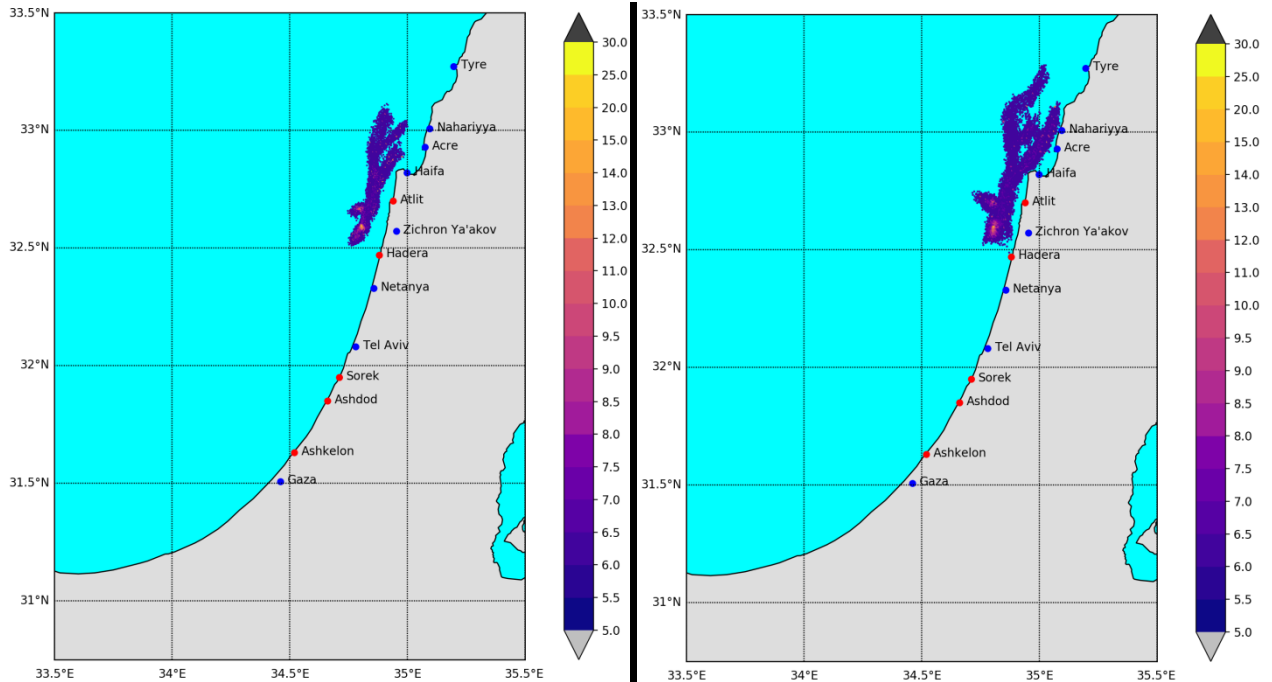 33.5°N
33°N
32.5°N
32°N
31.5°N
31°N
33.5°E
34°E
34.5°E
35°E
35.5°E
Tyre
Nahariyya
Acre
Haifa
Atlit
Zichron Ya'akov
Hadera
Netanya
Tel Aviv
Sorek
Ashdod
Ashkelon
Gaza
30.0
25.0
20.0
15.0
14.0
13.0
12.0
11.0
10.0
9.5
9.0
8.5
8.0
7.5
7.0
6.5
6.0
5.5
5.0
33.5°N
33°N
32.5°N
32°N
31.5°N
31°N
33.5°E
34°E
34.5°E
35°E
35.5°E
Tyre
Nahariyya
Acre
Haifa
Atlit
Zichron Ya'akov
Hadera
Netanya
Tel Aviv
Sorek
Ashdod
Ashkelon
Gaza
30.0
25.0
20.0
15.0
14.0
13.0
12.0
11.0
10.0
9.5
9.0
8.5
8.0
7.5
7.0
6.5
6.0
5.5
5.0